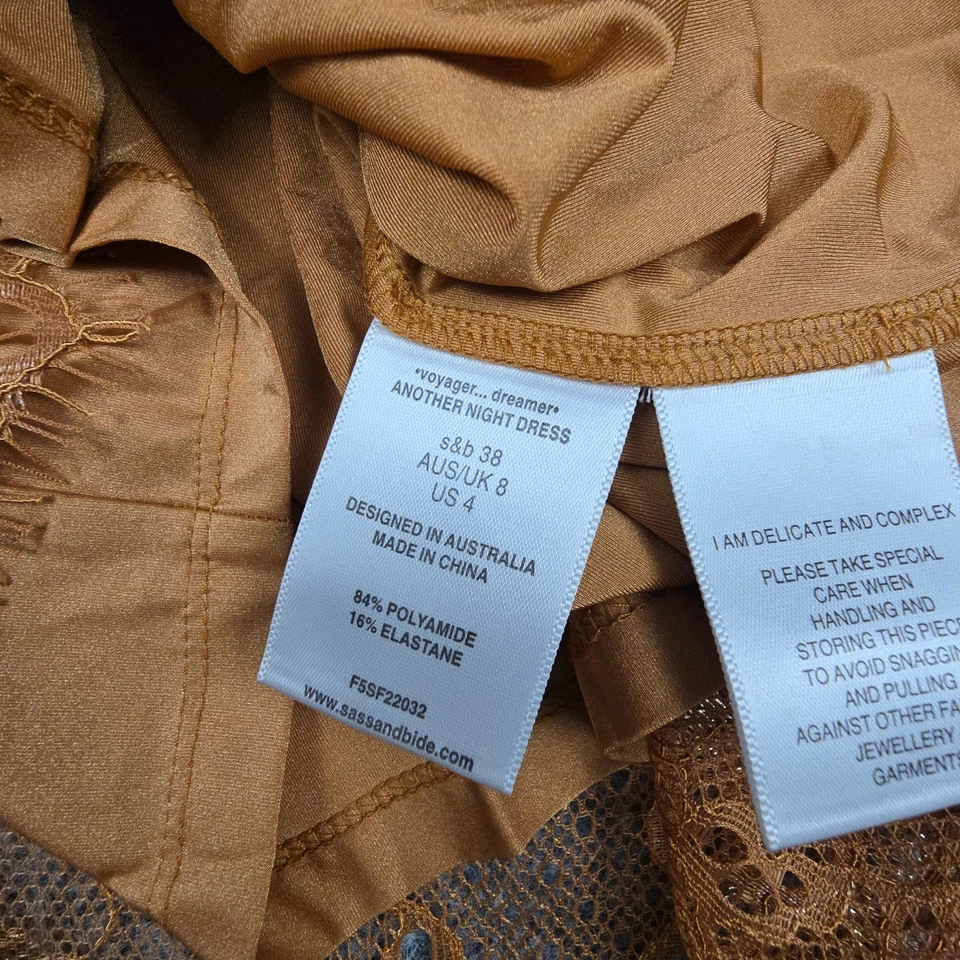 •voyager... dreamer•
ANOTHER NIGHT DRESS
s&b 38
AUS/UK 8
US 4
DESIGNED IN AUSTRALIA
MADE IN CHINA
84% POLYAMIDE
16% ELASTANE
F5SF22032
www.sassandbide.com
I AM DELICATE AND COMPLEX
PLEASE TAKE SPECIAL
CARE WHEN
HANDLING AND
STORING THIS PIEC
TO AVOID SNAGGIN
AND PULLING
AGAINST OTHER FA
JEWELLERY
GARMENTS